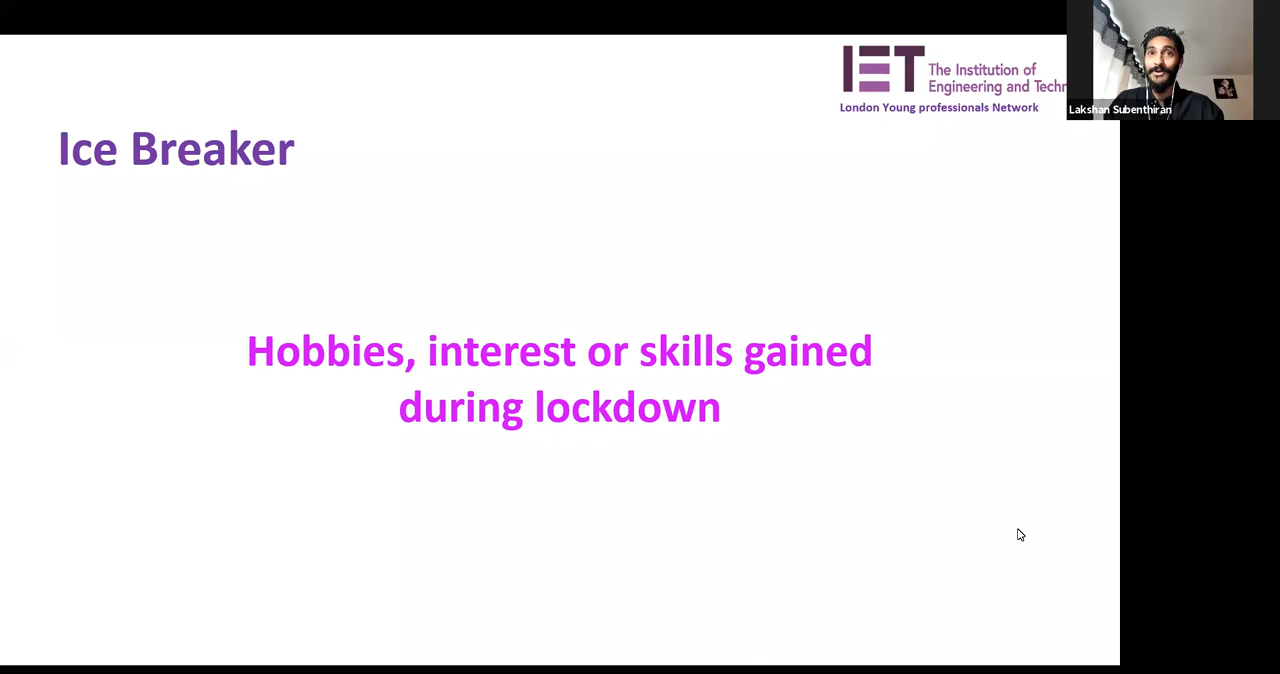 IET
The Institution of
Engineering and Techn
London Young professionals Network
Lakshan Subenthiran
Ice Breaker
Hobbies, interest or skills gained
during lockdown